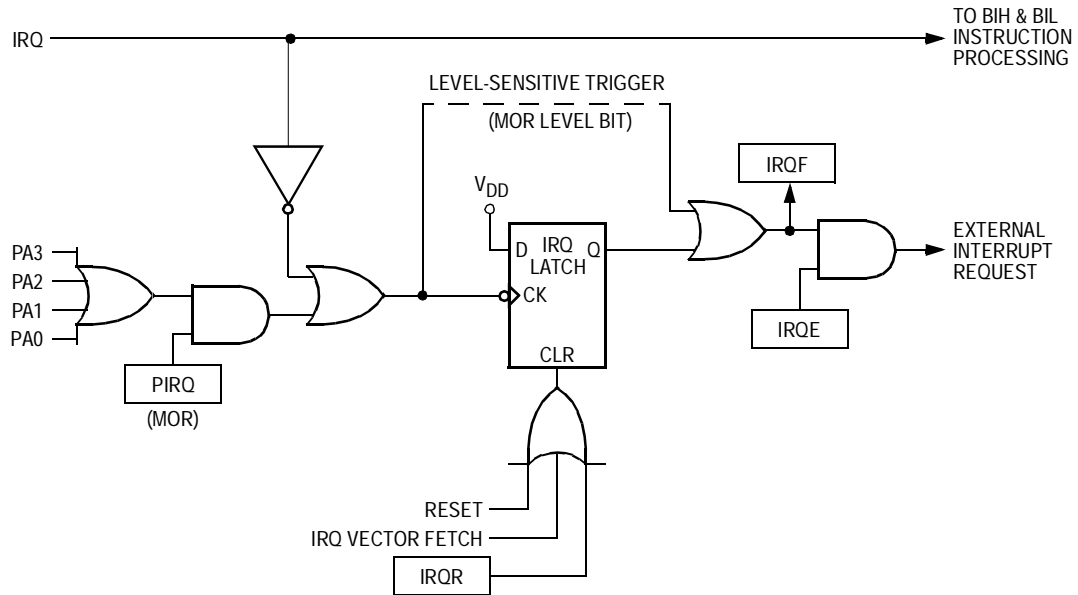 IRQ
TO BIH & BIL
INSTRUCTION
PROCESSING
LEVEL-SENSITIVE TRIGGER
(MOR LEVEL BIT)
IRQF
VDD
D
IRQ
LATCH
Q
CK
CLR
EXTERNAL
INTERRUPT
REQUEST
IRQE
PA3
PA2
PA1
PA0
PIRQ
(MOR)
RESET
IRQ VECTOR FETCH
IRQR